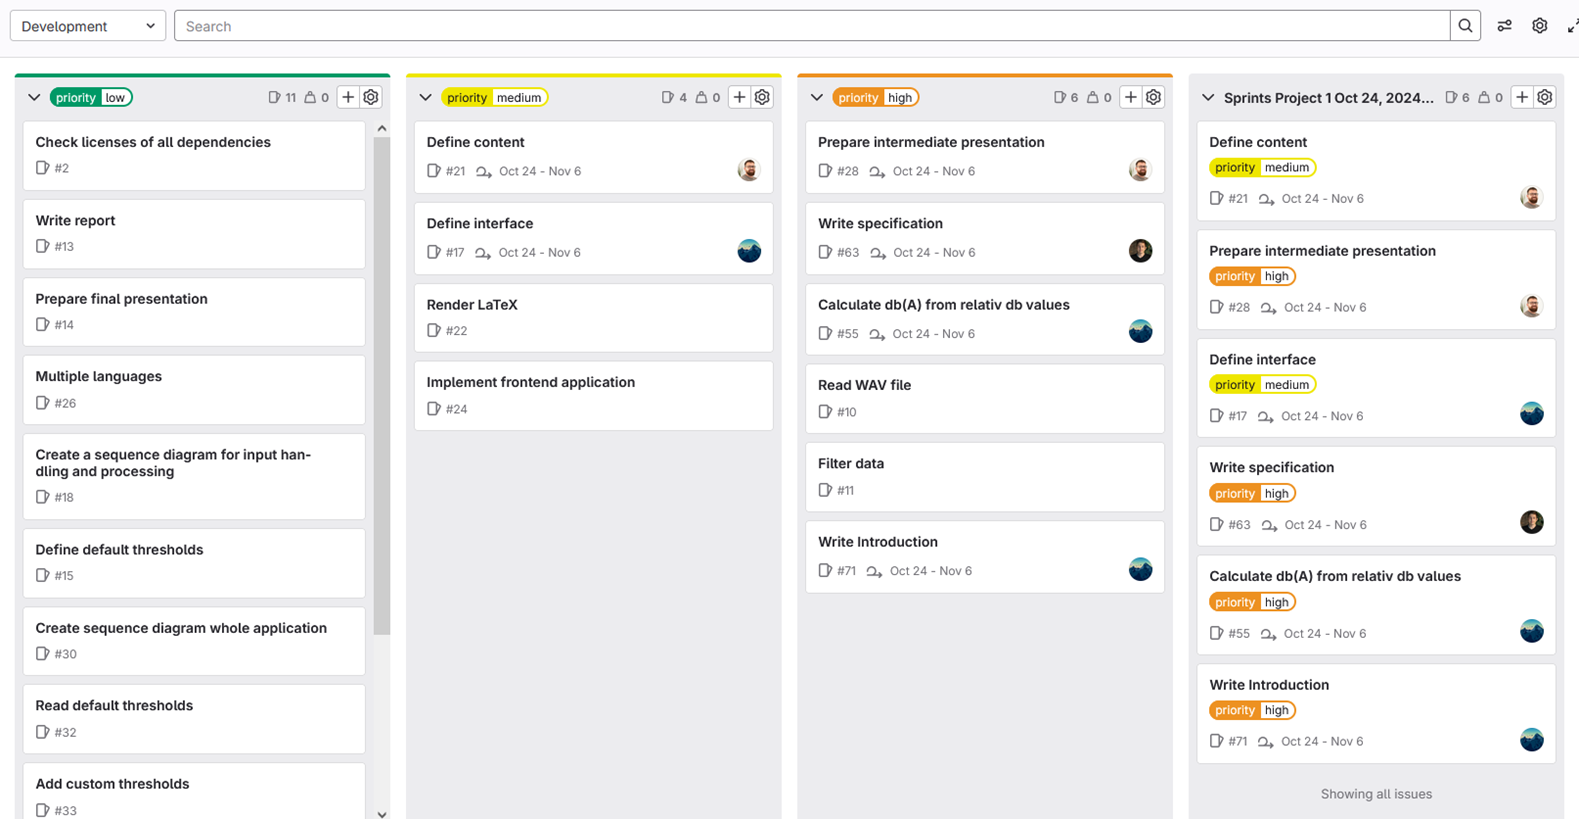 Development
Search
priority low
11
0
Check licenses of all dependencies
#2
Write report
#13
Prepare final presentation
#14
Multiple languages
#26
Create a sequence diagram for input han-
dling and processing
#18
Define default thresholds
#15
Create sequence diagram whole application
#30
Read default thresholds
#32
Add custom thresholds
#33
priority medium
4
0
Define content
#21 Oct 24 - Nov 6
Define interface
#17 Oct 24 - Nov 6
Render LaTeX
#22
Implement frontend application
#24
priority high
6
0
Prepare intermediate presentation
#28 Oct 24 - Nov 6
Write specification
#63 Oct 24 - Nov 6
Calculate db(A) from relativ db values
#55 Oct 24 - Nov 6
Read WAV file
#10
Filter data
#11
Write Introduction
#71 Oct 24 - Nov 6
Sprints Project 1 Oct 24, 2024...
6
0
Define content
priority medium
#21 Oct 24 - Nov 6
Prepare intermediate presentation
priority high
#28 Oct 24 - Nov 6
Define interface
priority medium
#17 Oct 24 - Nov 6
Write specification
priority high
#63 Oct 24 - Nov 6
Calculate db(A) from relativ db values
priority high
#55 Oct 24 - Nov 6
Write Introduction
priority high
#71 Oct 24 - Nov 6
Showing all issues